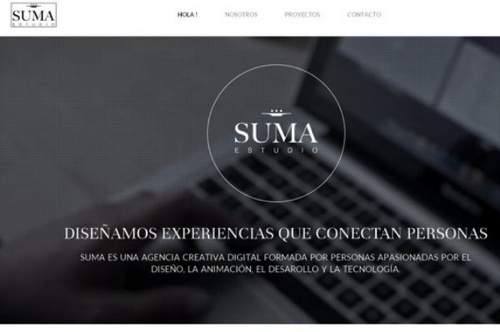 SUMA
ESTUDIO
HOLA !
NOSOTROS
PROYECTOS
CONTACTO
SUMA
ESTUDIO
DISEÑAMOS EXPERIENCIAS QUE CONECTAN PERSONAS
SUMA ES UNA AGENCIA CREATIVA DIGITAL FORMADA POR PERSONAS APASIONADAS POR EL
DISEÑO, LA ANIMACIÓN, EL DESAROLLO Y LA TECNOLOGÍA.